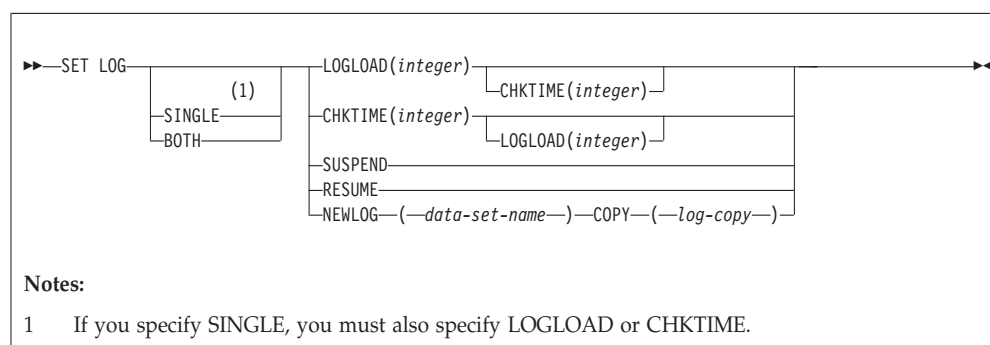 SET LOG LOGLOAD(integer)
CHKTIME(integer)
(1)
SINGLE CHKTIME(integer)
BOTH LOGLOAD(integer)
SUSPEND
RESUME
NEWLOG ( data-set-name ) COPY ( log-copy )
Notes:
1 If you specify SINGLE, you must also specify LOGLOAD or CHKTIME.